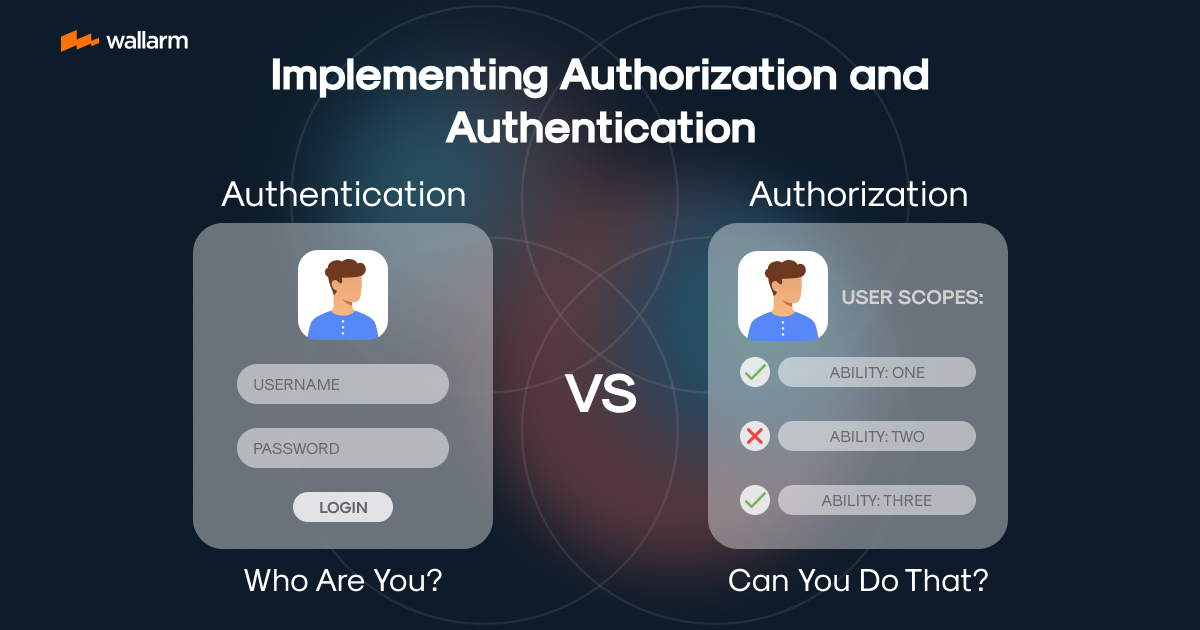 wallarm
Implementing Authorization and
Authentication
Authentication
USERNAME
PASSWORD
LOGIN
Who Are You?
VS
Authorization
USER SCOPES:
ABILITY: ONE
ABILITY: TWO
ABILITY: THREE
Can You Do That?